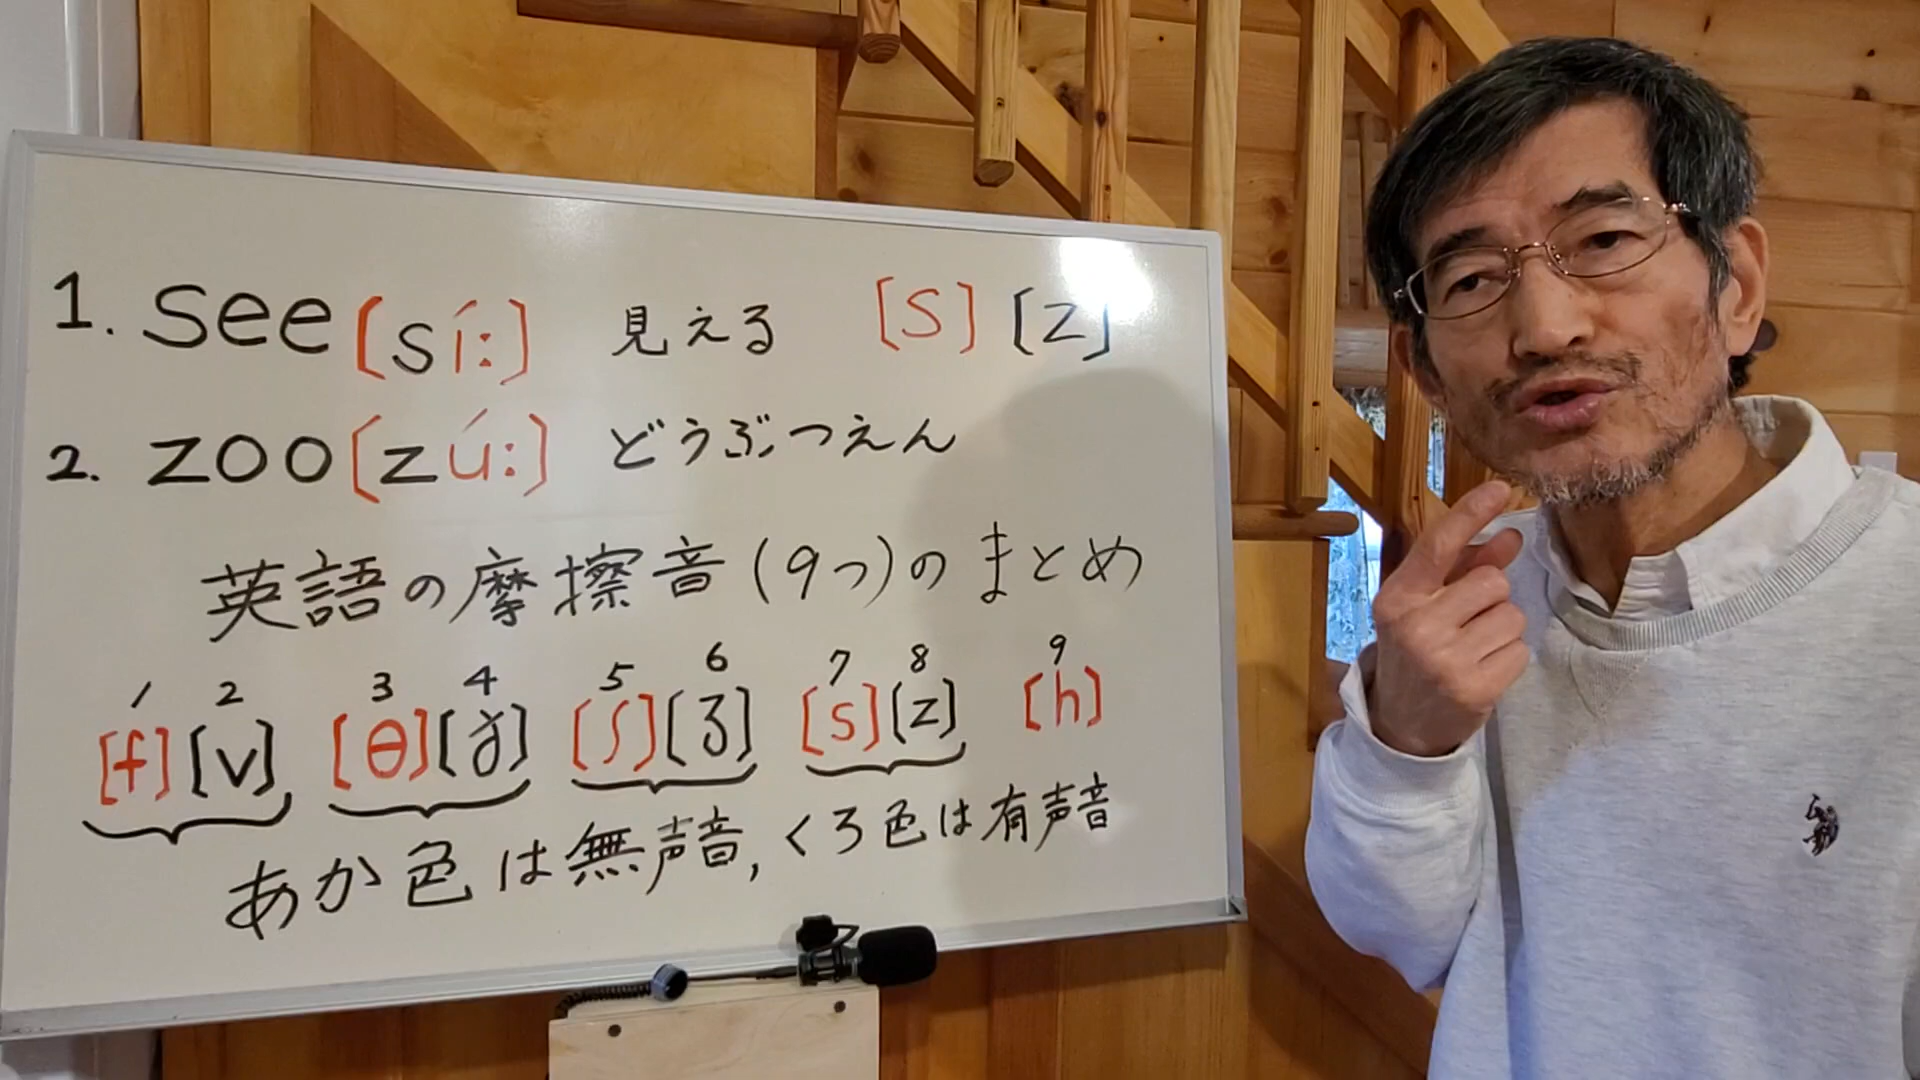 1. see [síː] 見える [s] [z]
2. zoo [zúː] どうぶつえん
英語の摩擦音(9つ)のまとめ
1 2 3 4 5 6 7 8 9
[f] [v] [θ] [ð] [ʃ] [ʒ] [s] [z] [h]
あか色は無声音,くろ色は有声音